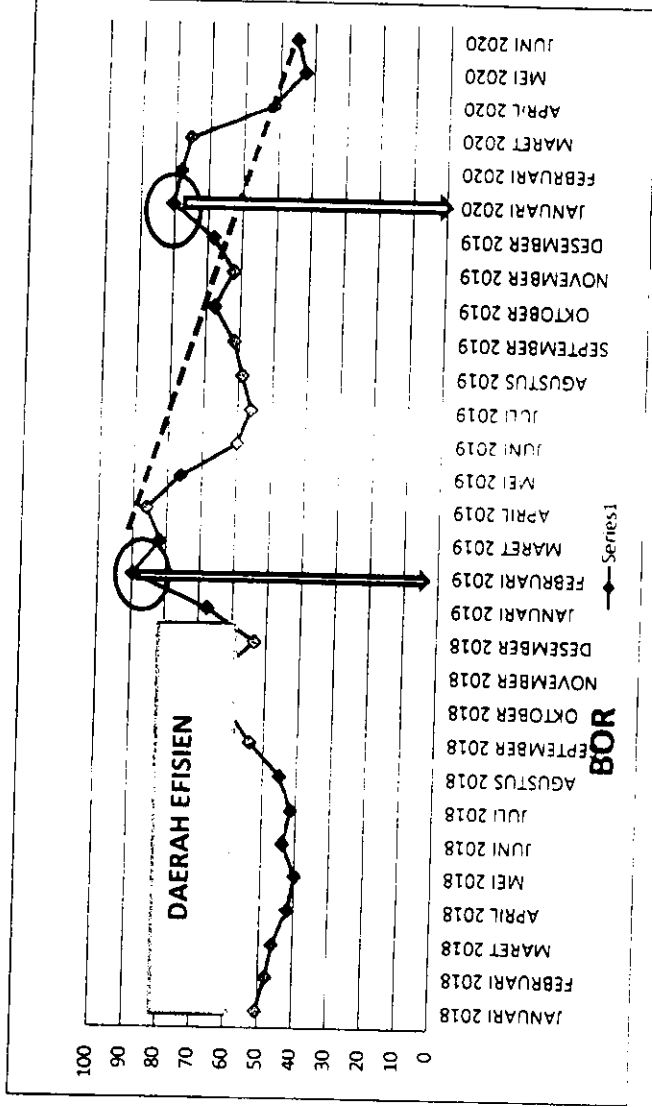 100
90
80
70
60
50
40
30
20
10
0
DAERAH EFISIEN
JANUARI 2018
FEBRUARI 2018
MARET 2018
APRIL 2018
MEI 2018
JUNI 2018
JULI 2018
AGUSTUS 2018
SEPTEMBER 2018
OKTOBER 2018
NOVEMBER 2018
DESEMBER 2018
JANUARI 2019
FEBRUARI 2019
MARET 2019
APRIL 2019
MEI 2019
JUNI 2019
JULI 2019
AGUSTUS 2019
SEPTEMBER 2019
OKTOBER 2019
NOVEMBER 2019
DESEMBER 2019
JANUARI 2020
FEBRUARI 2020
MARET 2020
APRIL 2020
MEI 2020
JUNI 2020
BOR
Series1